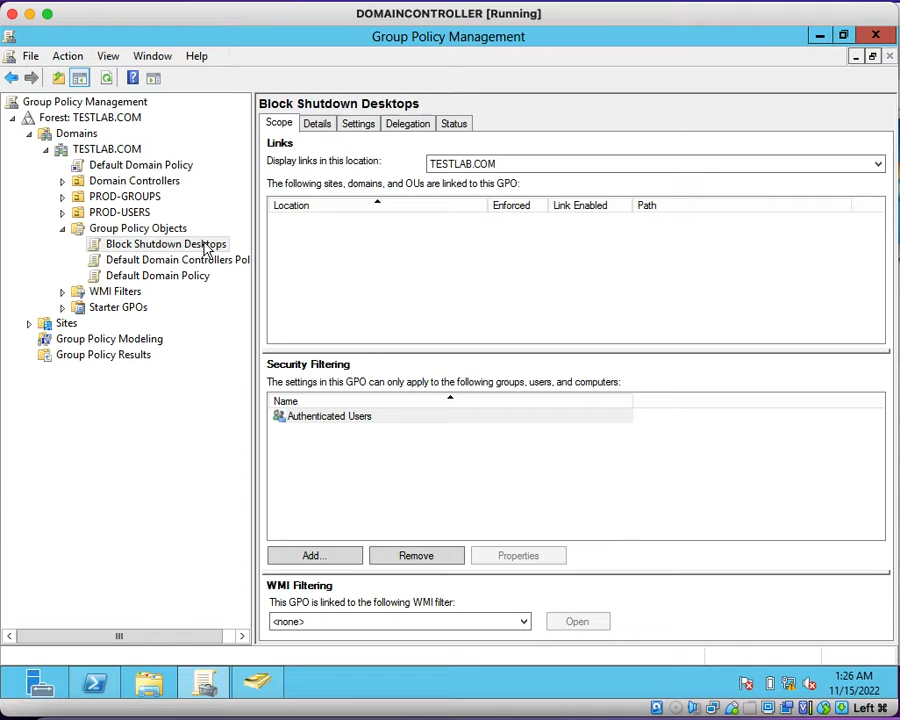 DOMAINCONTROLLER [Running]
Group Policy Management
File Action View Window Help
Group Policy Management
Forest: TESTLAB.COM
Domains
TESTLAB.COM
Default Domain Policy
Domain Controllers
PROD-GROUPS
PROD-USERS
Group Policy Objects
Block Shutdown Desktops
Default Domain Controllers Pol
Default Domain Policy
WMI Filters
Starter GPOs
Sites
Group Policy Modeling
Group Policy Results
Block Shutdown Desktops
Scope Details Settings Delegation Status
Links
Display links in this location: TESTLAB.COM
The following sites, domains, and OUs are linked to this GPO:
Location Enforced Link Enabled Path
Security Filtering
The settings in this GPO can only apply to the following groups, users, and computers:
Name
Authenticated Users
Add... Remove Properties
WMI Filtering
This GPO is linked to the following WMI filter:
<none> Open
1:26 AM
11/15/2022
Left ⌘